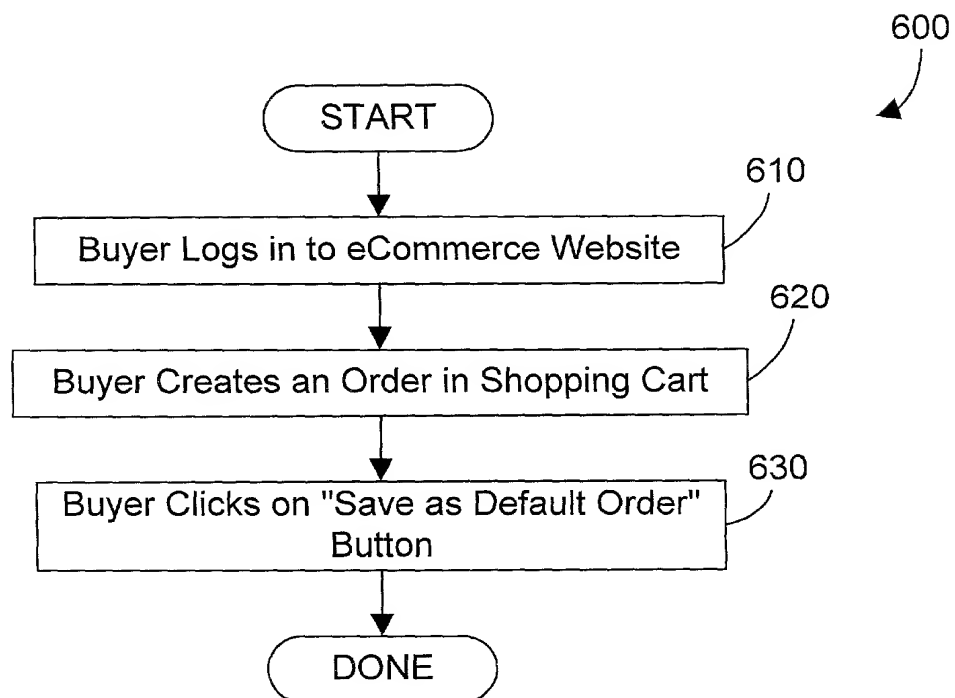 600
START
610
Buyer Logs in to eCommerce Website
620
Buyer Creates an Order in Shopping Cart
630
Buyer Clicks on "Save as Default Order"
Button
DONE